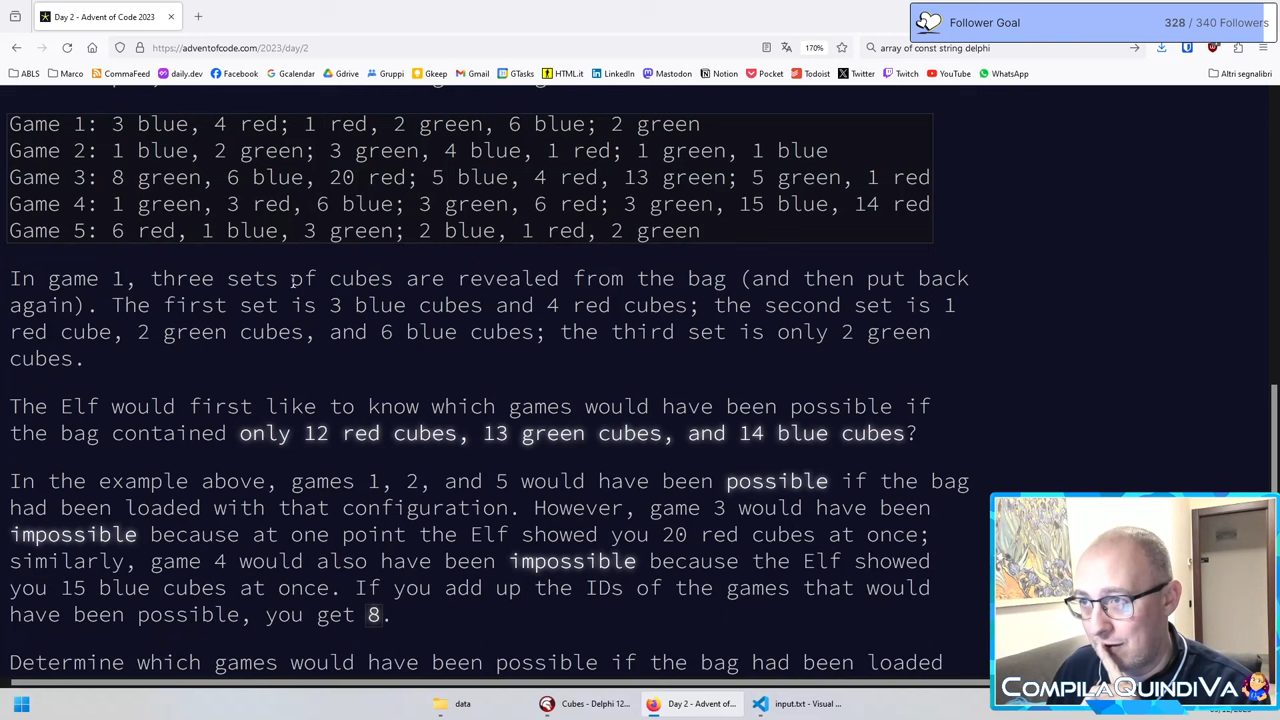 Day 2 - Advent of Code 2023
Follower Goal
328 / 340 Followers
https://adventofcode.com/2023/day/2
170%
array of const string delphi
ABLS
Marco
CommaFeed
daily.dev
Facebook
Gcalendar
Gdrive
Gruppi
Gkeep
Gmail
GTasks
HTML.it
LinkedIn
Mastodon
Notion
Pocket
Todoist
Twitter
Twitch
YouTube
WhatsApp
Altri segnalibri
Game 1: 3 blue, 4 red; 1 red, 2 green, 6 blue; 2 green
Game 2: 1 blue, 2 green; 3 green, 4 blue, 1 red; 1 green, 1 blue
Game 3: 8 green, 6 blue, 20 red; 5 blue, 4 red, 13 green; 5 green, 1 red
Game 4: 1 green, 3 red, 6 blue; 3 green, 6 red; 3 green, 15 blue, 14 red
Game 5: 6 red, 1 blue, 3 green; 2 blue, 1 red, 2 green
In game 1, three sets of cubes are revealed from the bag (and then put back
again). The first set is 3 blue cubes and 4 red cubes; the second set is 1
red cube, 2 green cubes, and 6 blue cubes; the third set is only 2 green
cubes.
The Elf would first like to know which games would have been possible if
the bag contained only 12 red cubes, 13 green cubes, and 14 blue cubes?
In the example above, games 1, 2, and 5 would have been possible if the bag
had been loaded with that configuration. However, game 3 would have been
impossible because at one point the Elf showed you 20 red cubes at once;
similarly, game 4 would also have been impossible because the Elf showed
you 15 blue cubes at once. If you add up the IDs of the games that would
have been possible, you get 8.
Determine which games would have been possible if the bag had been loaded
CompilaQuindiVa
data
Cubes - Delphi 12...
Day 2 - Advent of...
input.txt - Visual ...